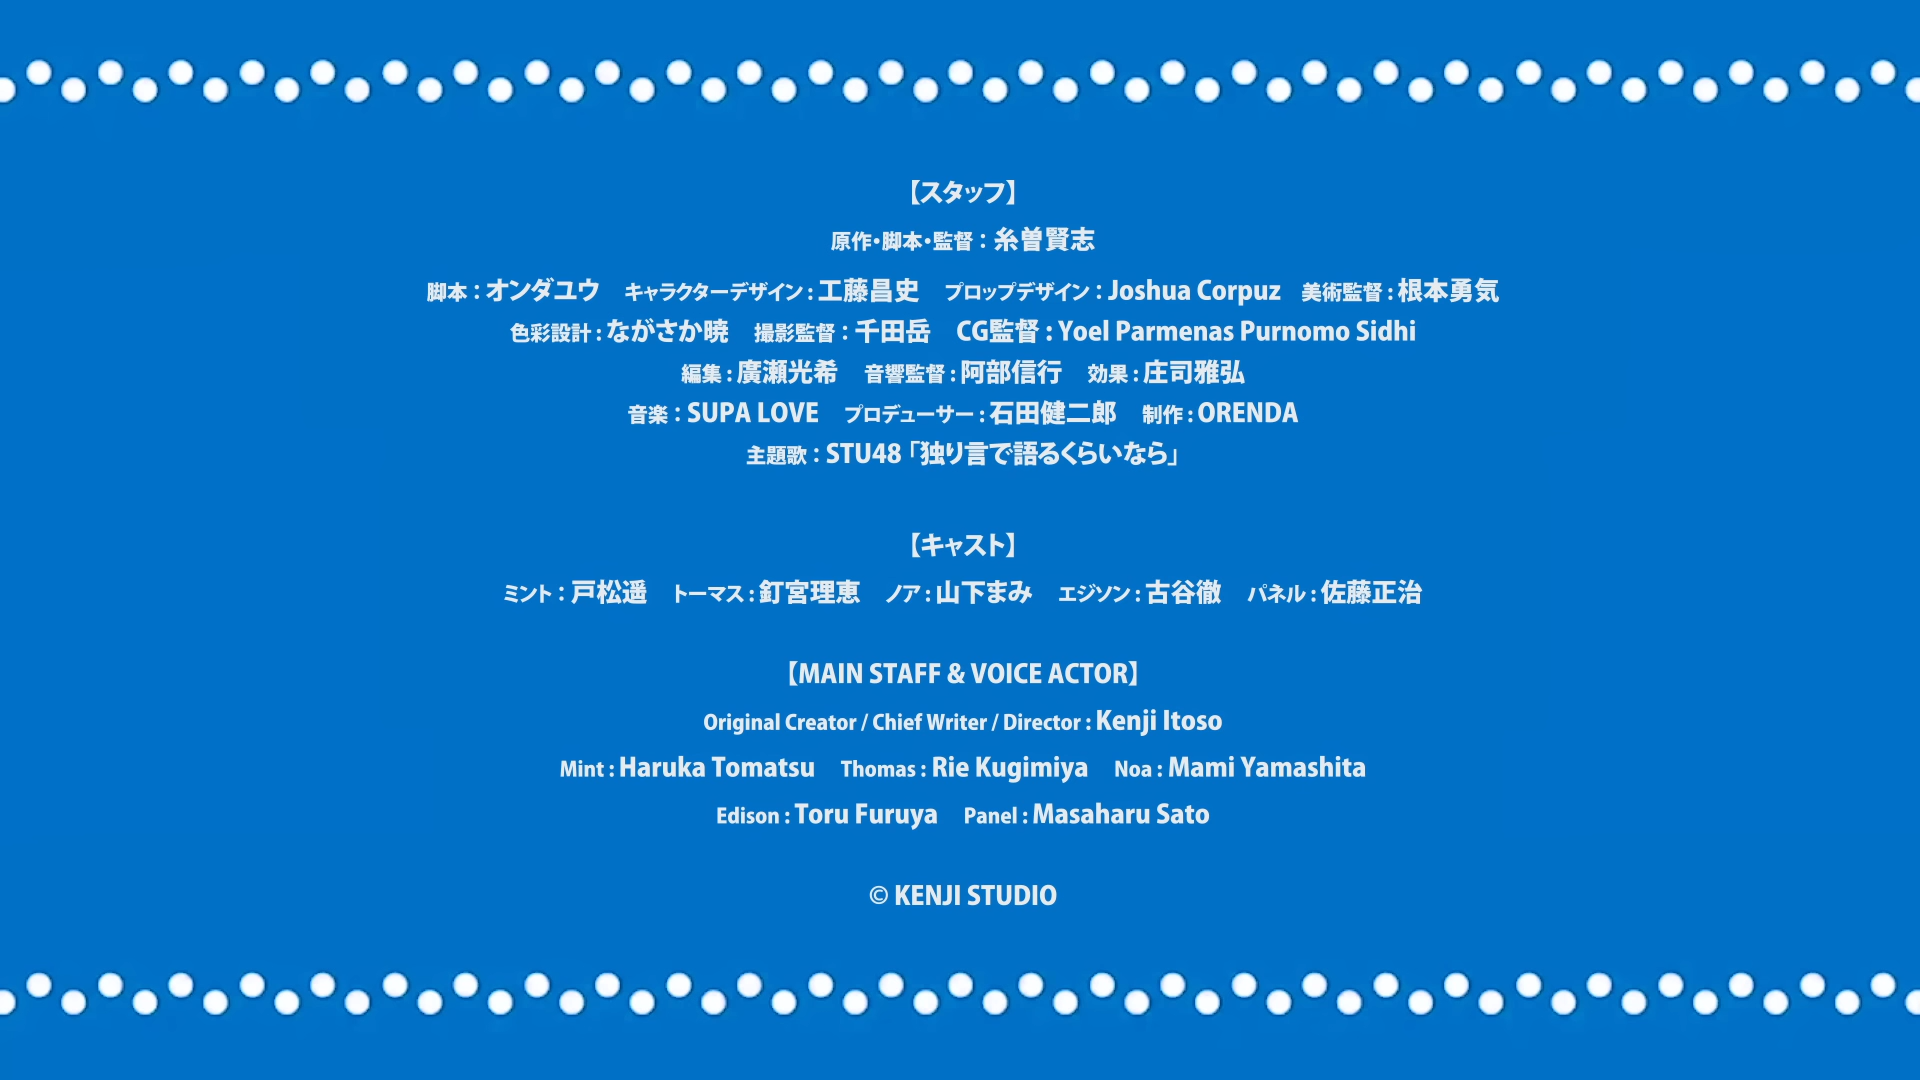 【スタッフ】
原作・脚本・監督：糸曽賢志
脚本：オンダユウ　キャラクターデザイン：工藤昌史　プロップデザイン：Joshua Corpuz　美術監督：根本勇気
色彩設計：ながさか暁　撮影監督：千田岳　CG監督：Yoel Parmenas Purnomo Sidhi
編集：廣瀬光希　音響監督：阿部信行　効果：庄司雅弘
音楽：SUPA LOVE　プロデューサー：石田健二郎　制作：ORENDA
主題歌：STU48「独り言で語るくらいなら」
【キャスト】
ミント：戸松遥　トーマス：釘宮理恵　ノア：山下まみ　エジソン：古谷徹　パネル：佐藤正治
【MAIN STAFF & VOICE ACTOR】
Original Creator / Chief Writer / Director : Kenji Itoso
Mint : Haruka Tomatsu　Thomas : Rie Kugimiya　Noa : Mami Yamashita
Edison : Toru Furuya　Panel : Masaharu Sato
© KENJI STUDIO